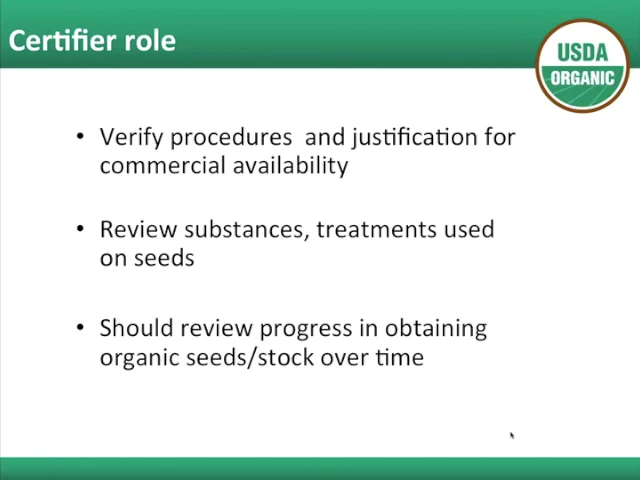 Certifier role
USDA
ORGANIC
• Verify procedures  and justification for
commercial availability
• Review substances, treatments used
on seeds
• Should review progress in obtaining
organic seeds/stock over time